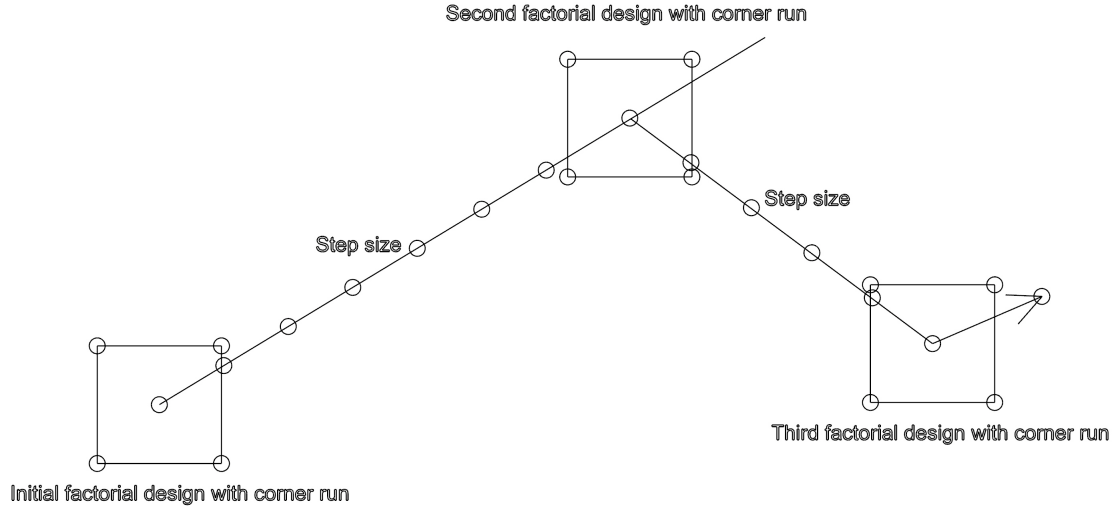 Second factorial design with corner run
Step size
Step size
Third factorial design with corner run
Initial factorial design with corner run